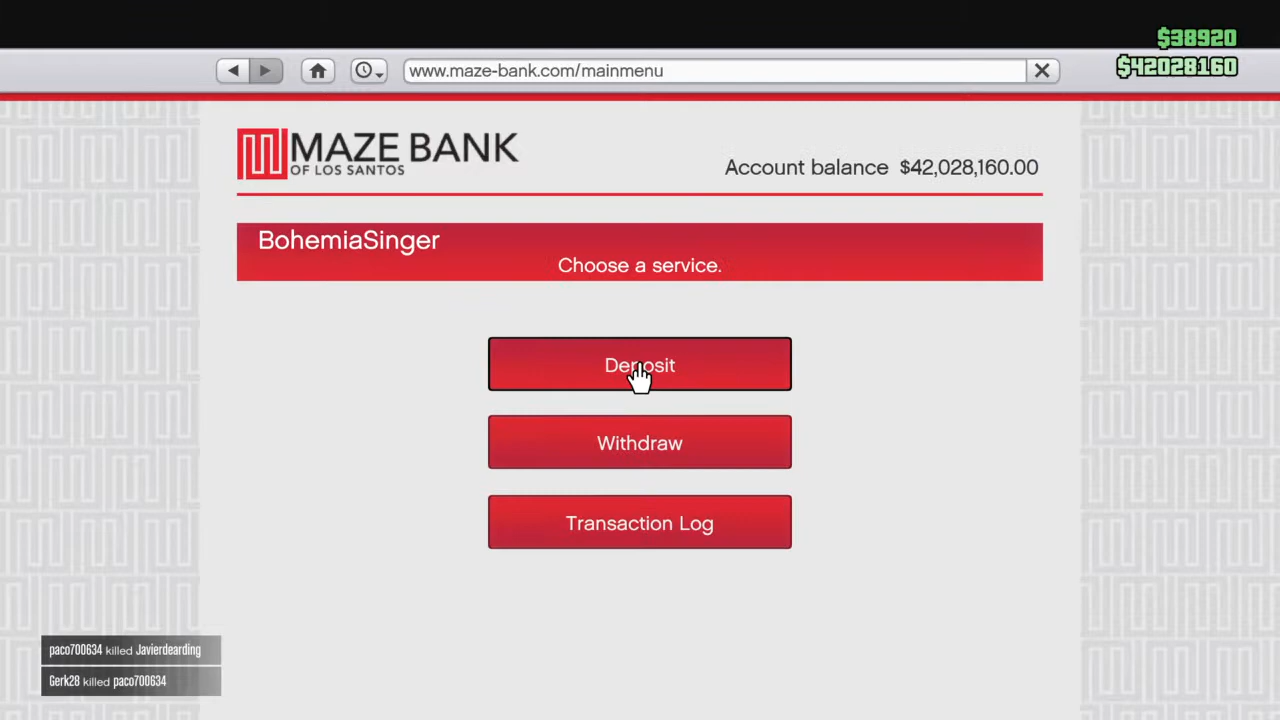 $38920
www.maze-bank.com/mainmenu
$42028160
MAZE BANK
OF LOS SANTOS
Account balance $42,028,160.00
BohemiaSinger
Choose a service.
Deposit
Withdraw
Transaction Log
paco700634 killed Javierdearding
Gerk28 killed paco700634